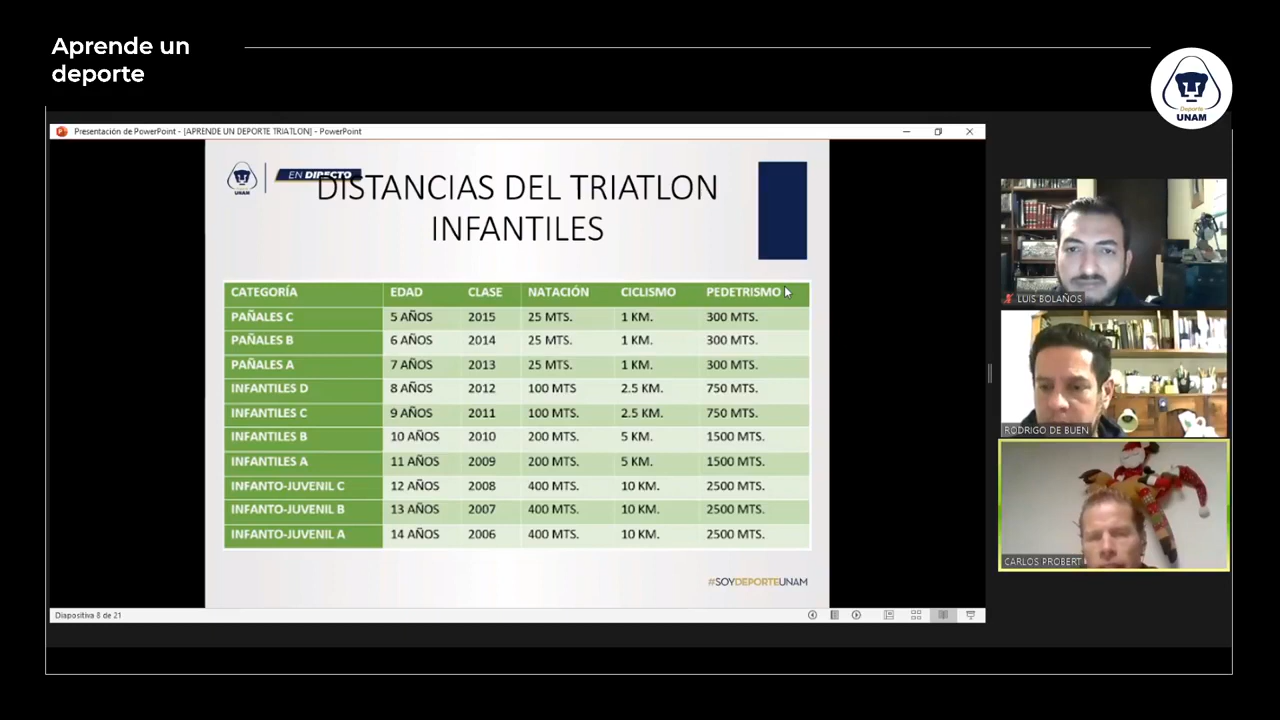 Aprende un
deporte
Deporte
UNAM
Presentación de PowerPoint - [APRENDE UN DEPORTE TRIATLON] - PowerPoint
UNAM
EN DIRECTO
DISTANCIAS DEL TRIATLON
INFANTILES
CATEGORÍA EDAD CLASE NATACIÓN CICLISMO PEDETRISMO
PAÑALES C 5 AÑOS 2015 25 MTS. 1 KM. 300 MTS.
PAÑALES B 6 AÑOS 2014 25 MTS. 1 KM. 300 MTS.
PAÑALES A 7 AÑOS 2013 25 MTS. 1 KM. 300 MTS.
INFANTILES D 8 AÑOS 2012 100 MTS 2.5 KM. 750 MTS.
INFANTILES C 9 AÑOS 2011 100 MTS. 2.5 KM. 750 MTS.
INFANTILES B 10 AÑOS 2010 200 MTS. 5 KM. 1500 MTS.
INFANTILES A 11 AÑOS 2009 200 MTS. 5 KM. 1500 MTS.
INFANTO-JUVENIL C 12 AÑOS 2008 400 MTS. 10 KM. 2500 MTS.
INFANTO-JUVENIL B 13 AÑOS 2007 400 MTS. 10 KM. 2500 MTS.
INFANTO-JUVENIL A 14 AÑOS 2006 400 MTS. 10 KM. 2500 MTS.
#SOYDEPORTEUNAM
Diapositiva 8 de 21
LUIS BOLAÑOS
RODRIGO DE BUEN
CARLOS PROBERT